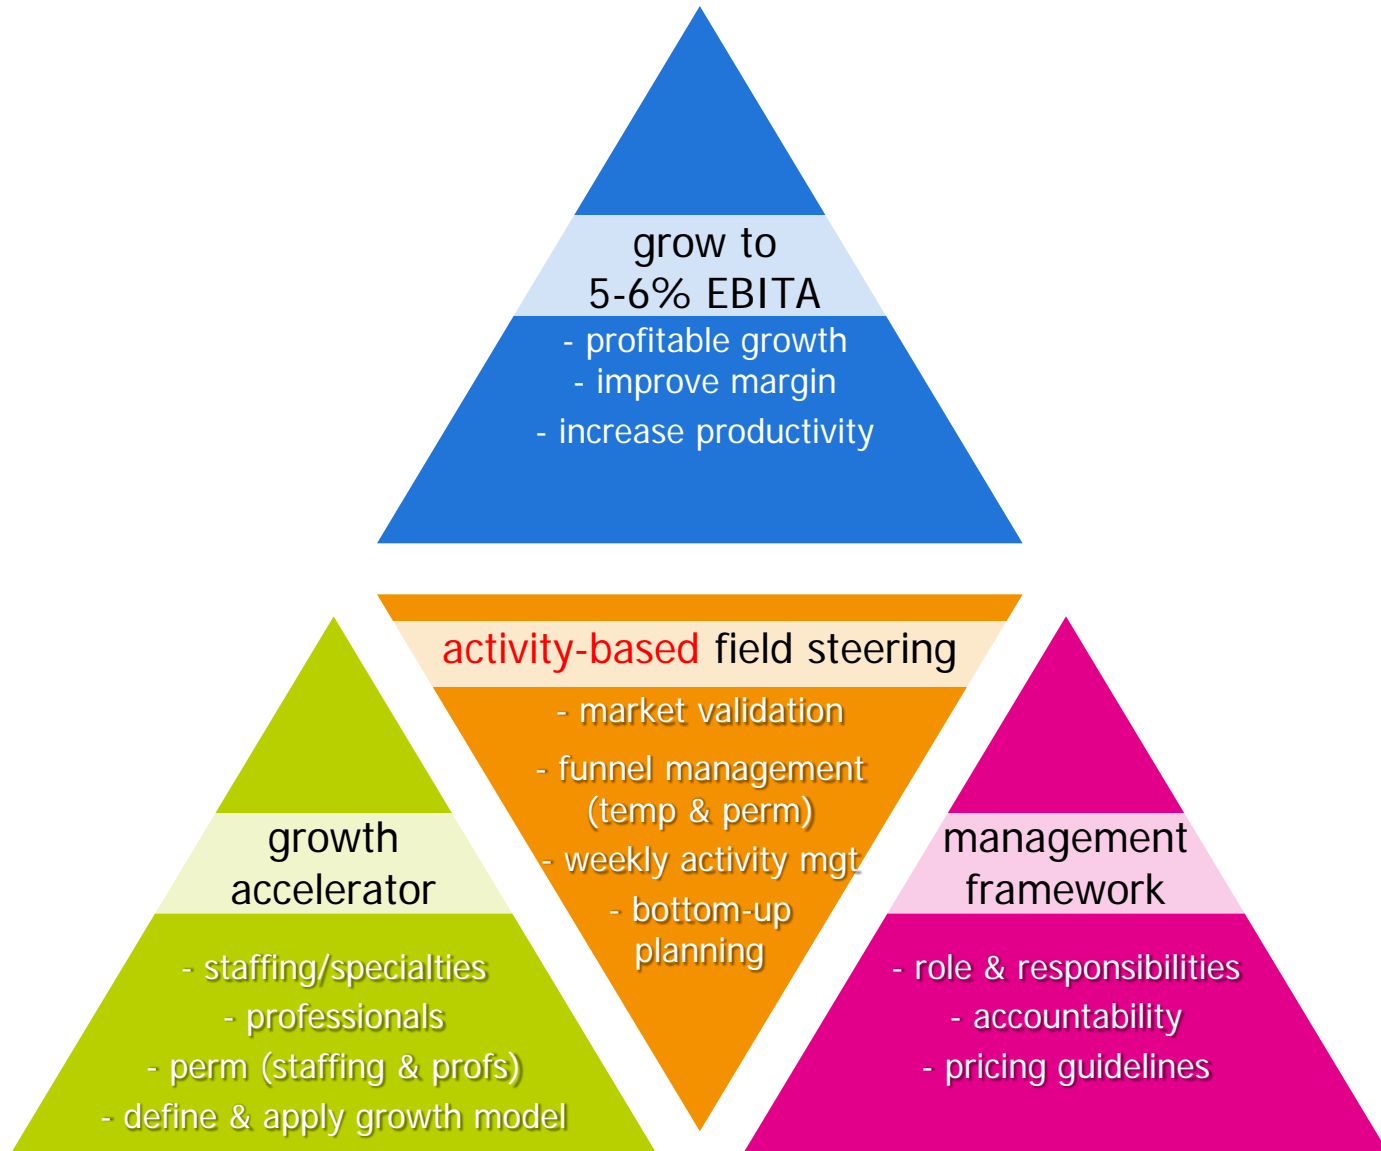 grow to
5-6% EBITA
- profitable growth
- improve margin
- increase productivity
activity-based field steering
- market validation
- funnel management
(temp & perm)
- weekly activity mgt
- bottom-up
planning
growth
accelerator
- staffing/specialties
- professionals
- perm (staffing & profs)
- define & apply growth model
management
framework
- role & responsibilities
- accountability
- pricing guidelines